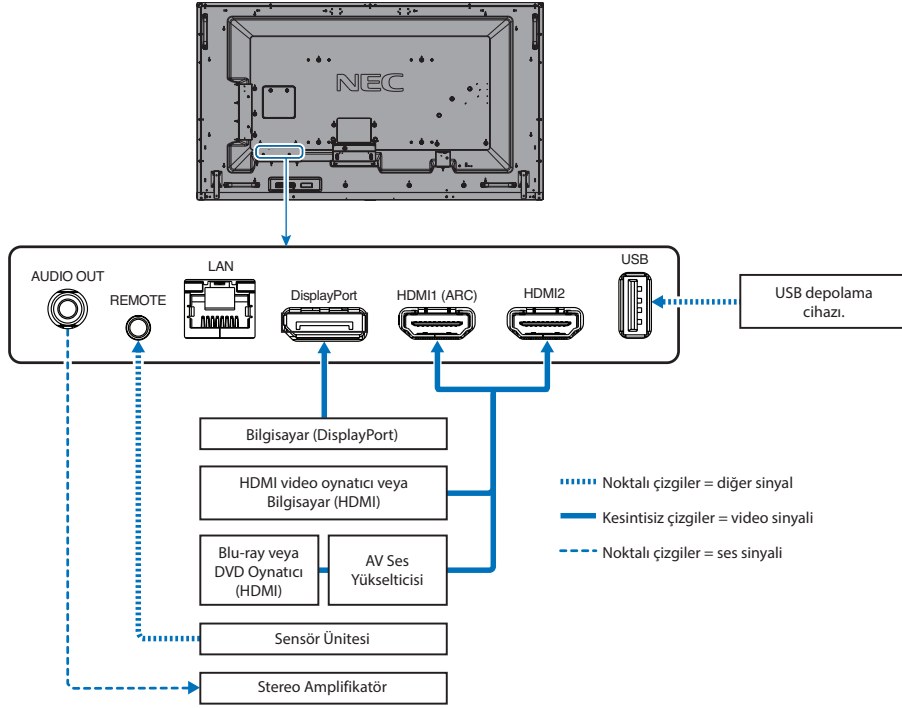 NEC
AUDIO OUT
REMOTE
LAN
DisplayPort
HDMI1 (ARC)
HDMI2
USB
USB depolama
cihazı.
Bilgisayar (DisplayPort)
HDMI video oynatıcı veya
Bilgisayar (HDMI)
Blu-ray veya
DVD Oynatıcı
(HDMI)
AV Ses
Yükselticisi
Sensör Ünitesi
Stereo Amplifikatör
Noktalı çizgiler = diğer sinyal
Kesintisiz çizgiler = video sinyali
Noktalı çizgiler = ses sinyali